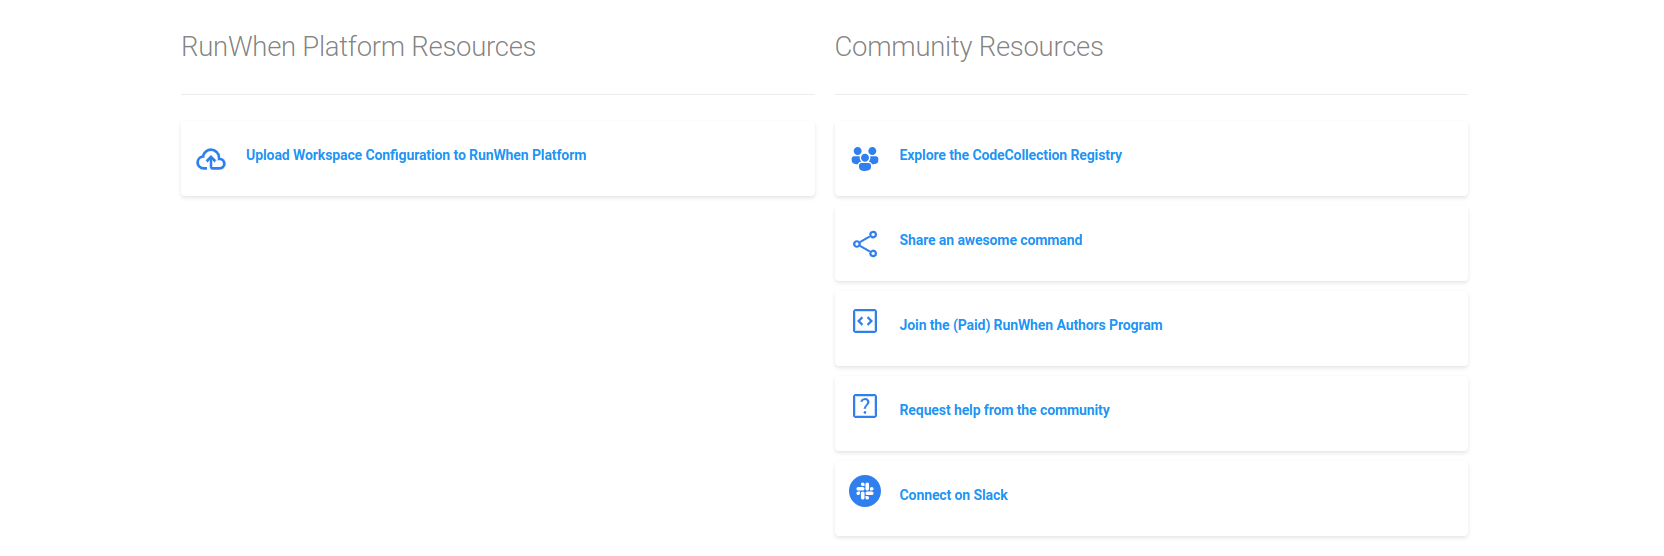 RunWhen Platform Resources
Upload Workspace Configuration to RunWhen Platform
Community Resources
Explore the CodeCollection Registry
Share an awesome command
Join the (Paid) RunWhen Authors Program
Request help from the community
Connect on Slack